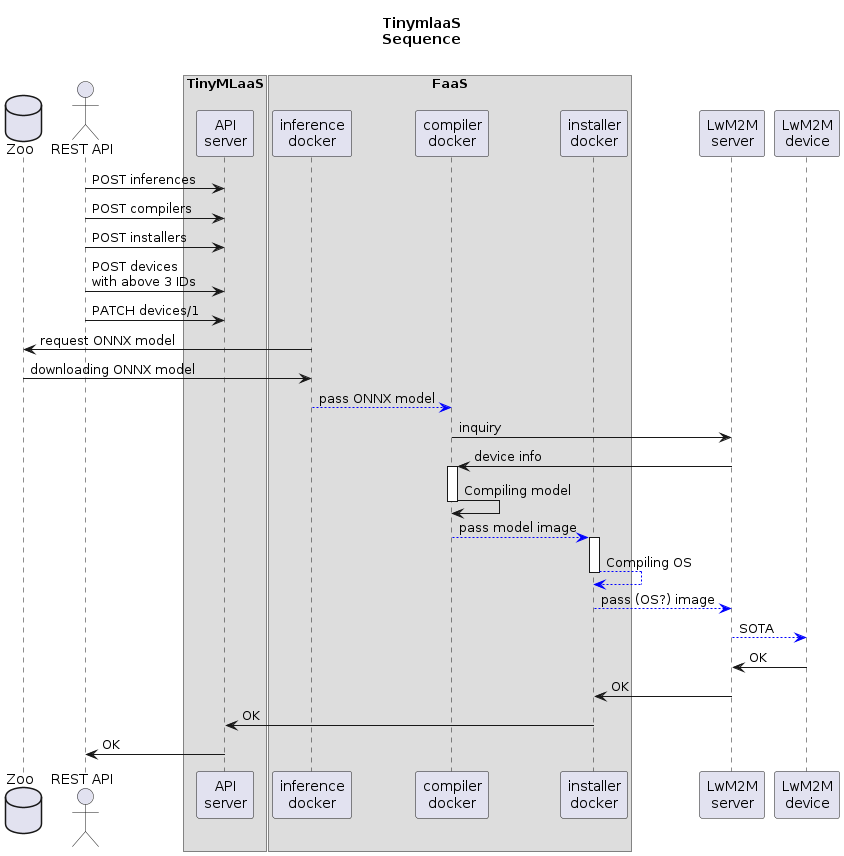 TinymlaaS
Sequence
TinyMLaaS
FaaS
Zoo
REST API
API
server
inference
docker
compiler
docker
installer
docker
LwM2M
server
LwM2M
device
POST inferences
POST compilers
POST installers
POST devices
with above 3 IDs
PATCH devices/1
request ONNX model
downloading ONNX model
pass ONNX model
inquiry
device info
Compiling model
pass model image
Compiling OS
pass (OS?) image
SOTA
OK
OK
OK
OK
Zoo
REST API
API
server
inference
docker
compiler
docker
installer
docker
LwM2M
server
LwM2M
device